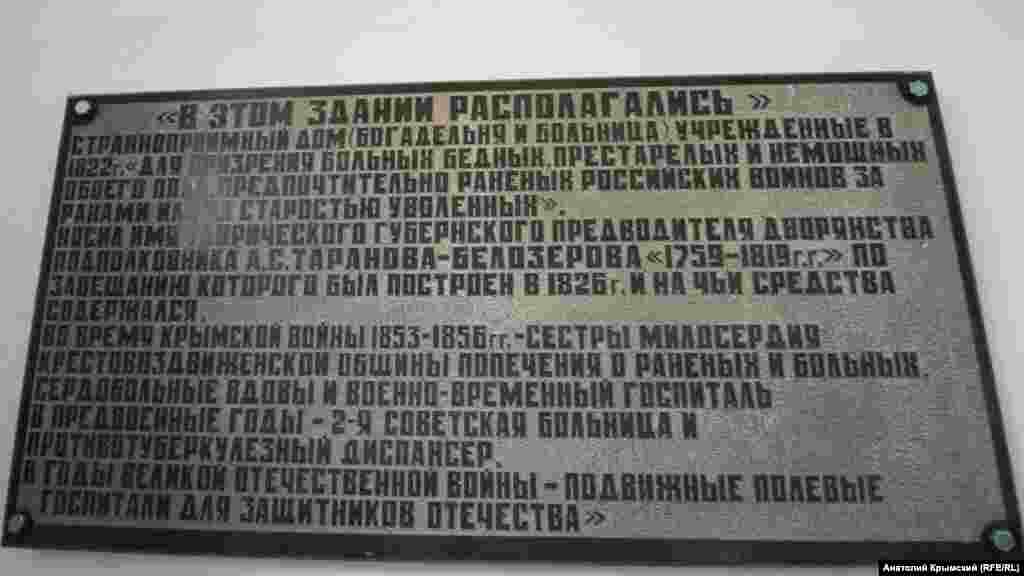 «В ЭТОМ ЗДАНИИ РАСПОЛАГАЛИСЬ »
СТРАННОПРИИМНЫЙ ДОМ(БОГАДЕЛЬНЯ И БОЛЬНИЦА) УЧРЕЖДЕННЫЕ В
1822г.«ДЛЯ ПРИЗРЕНИЯ БОЛЬНЫХ БЕДНЫХ, ПРЕСТАРЕЛЫХ И НЕМОЩНЫХ
ОБОЕГО ПОЛА, ПРЕДПОЧТИТЕЛЬНО РАНЕНЫХ РОССИЙСКИХ ВОИНОВ ЗА
РАНАМИ ИЛИ СТАРОСТЬЮ УВОЛЕННЫХ».
НОСИЛ ИМЯ ТАВРИЧЕСКОГО ГУБЕРНСКОГО ПРЕДВОДИТЕЛЯ ДВОРЯНСТВА
ПОДПОЛКОВНИКА А.С.ТАРАНОВА-БЕЛОЗЕРОВА «1759-1819г.г.» ПО
ЗАВЕЩАНИЮ КОТОРОГО БЫЛ ПОСТРОЕН В 1826г. И НА ЧЬИ СРЕДСТВА
СОДЕРЖАЛСЯ.
ВО ВРЕМЯ КРЫМСКОЙ ВОЙНЫ 1853-1856гг.-СЕСТРЫ МИЛОСЕРДИЯ
КРЕСТОВОЗДВИЖЕНСКОЙ ОБЩИНЫ ПОПЕЧЕНИЯ О РАНЕНЫХ И БОЛЬНЫХ,
СЕРДОБОЛЬНЫЕ ВДОВЫ И ВОЕННО-ВРЕМЕННЫЙ ГОСПИТАЛЬ
В ПРЕДВОЕННЫЕ ГОДЫ - 2-Я СОВЕТСКАЯ БОЛЬНИЦА И
ПРОТИВОТУБЕРКУЛЕЗНЫЙ ДИСПАНСЕР.
В ГОДЫ ВЕЛИКОЙ ОТЕЧЕСТВЕННОЙ ВОЙНЫ - ПОДВИЖНЫЕ ПОЛЕВЫЕ
ГОСПИТАЛИ ДЛЯ ЗАЩИТНИКОВ ОТЕЧЕСТВА»
Анатолий Крымский (RFE/RL)